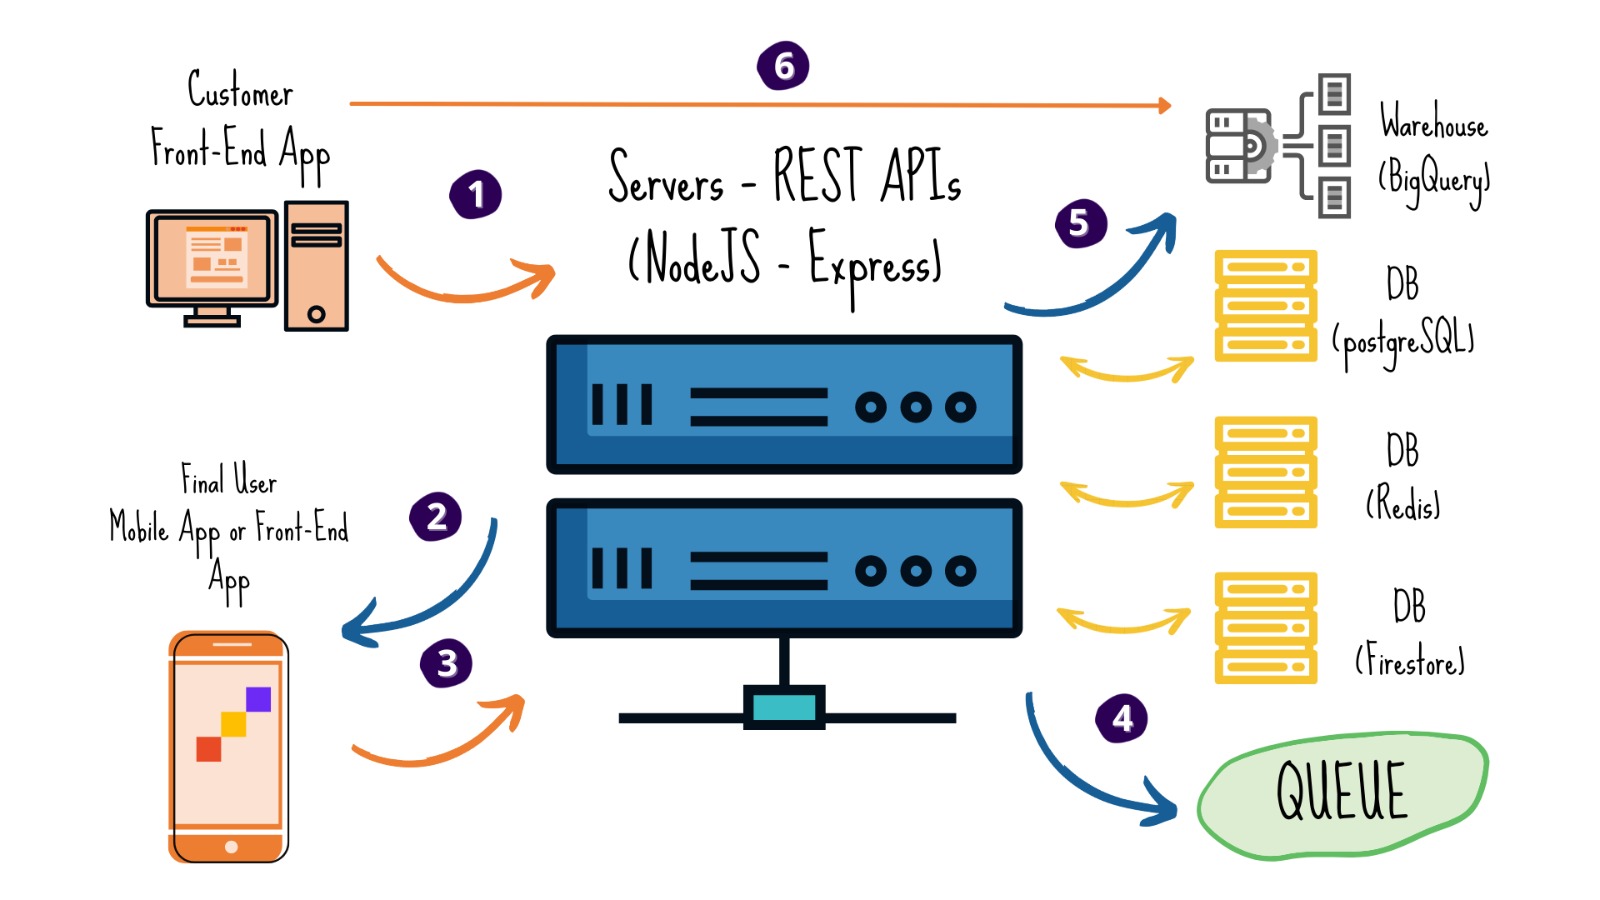 6
Customer
Front-End App
1
Servers - REST APIs
(NodeJS - Express)
5
Warehouse
(BigQuery)
DB
(postgreSQL)
DB
(Redis)
Final User
Mobile App or Front-End
App
2
3
DB
(Firestore)
4
QUEUE